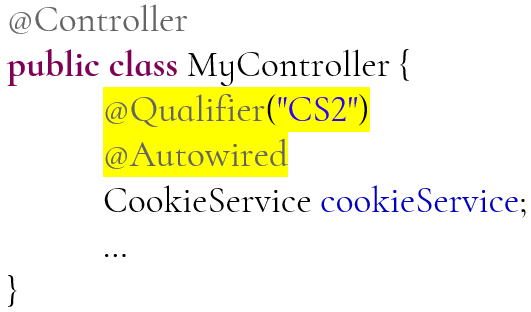 @Controller
public class MyController {
@Qualifier("CS2")
@Autowired
CookieService cookieService;
...
}